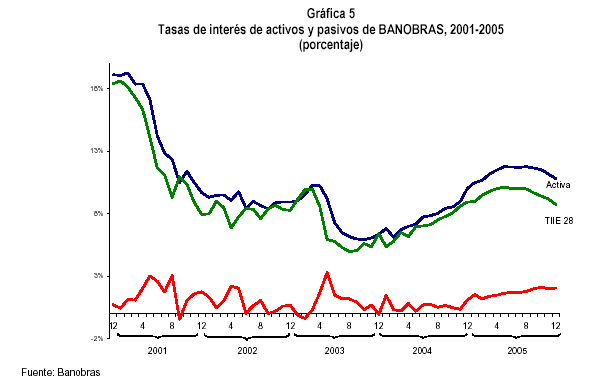 Gráfica 5
Tasas de interés de activos y pasivos de BANOBRAS, 2001-2005
(porcentaje)
18%
13%
8%
3%
-2%
Activa
TIIE 28
12 4 8 12 4 8 12 4 8 12 4 8 12 4 8 12
2001 2002 2003 2004 2005
Fuente: Banobras